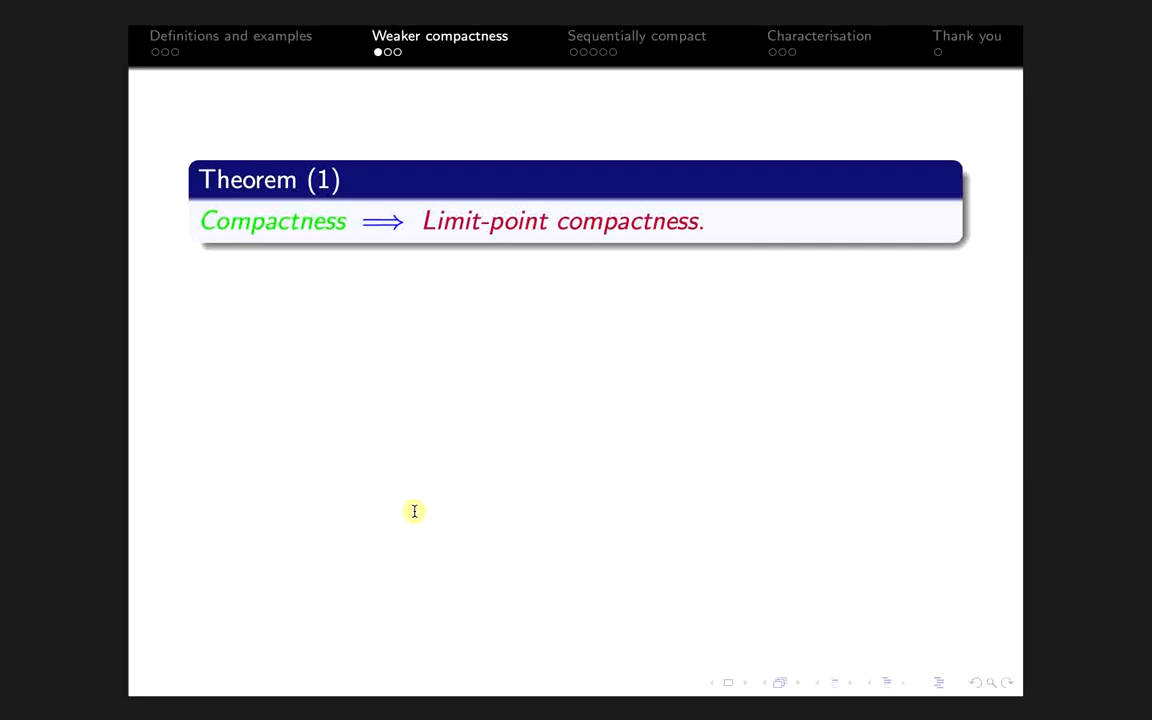 Definitions and examples Weaker compactness Sequentially compact Characterisation Thank you
Theorem (1)
Compactness ⟹ Limit-point compactness.